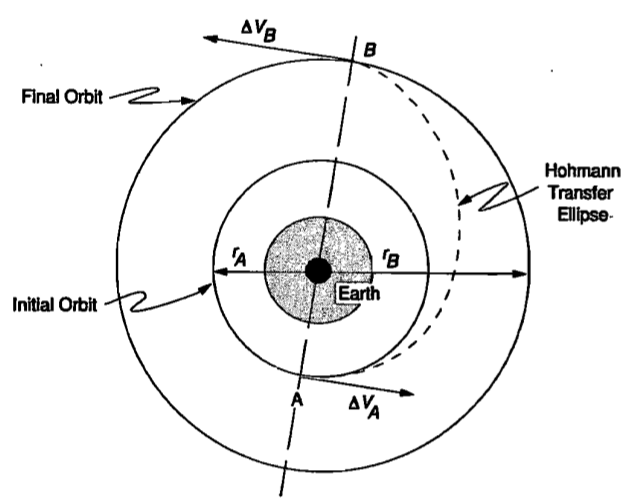 ΔV_B
B
Final Orbit
Hohmann
Transfer
Ellipse
r_A
r_B
Earth
Initial Orbit
A
ΔV_A